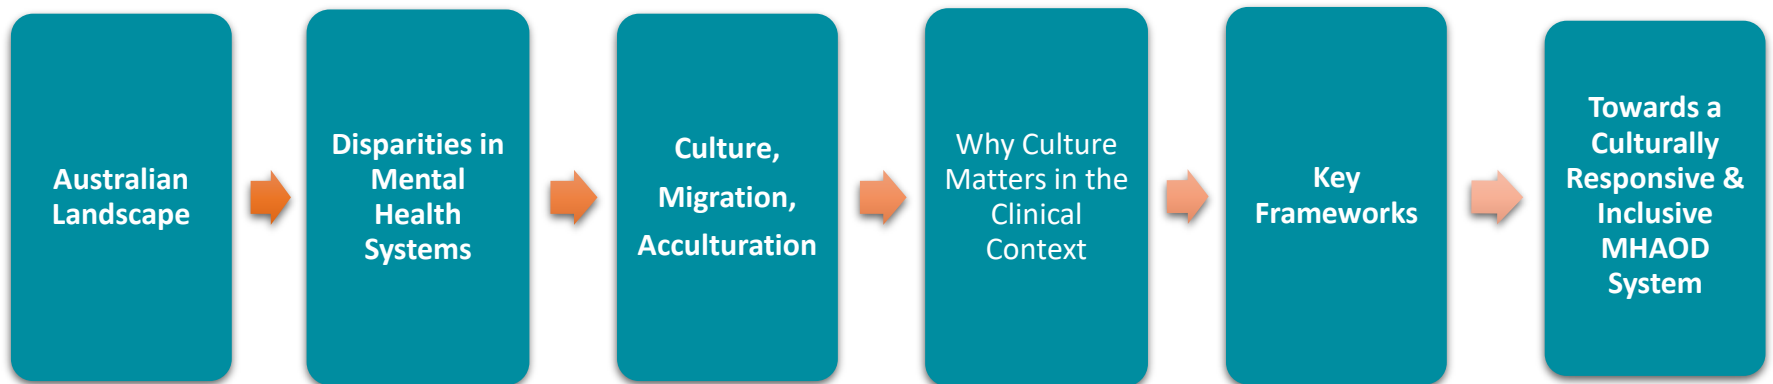 Australian
Landscape
Disparities in
Mental
Health
Systems
Culture,
Migration,
Acculturation
Why Culture
Matters in the
Clinical
Context
Key
Frameworks
Towards a
Culturally
Responsive &
Inclusive
MHAOD
System